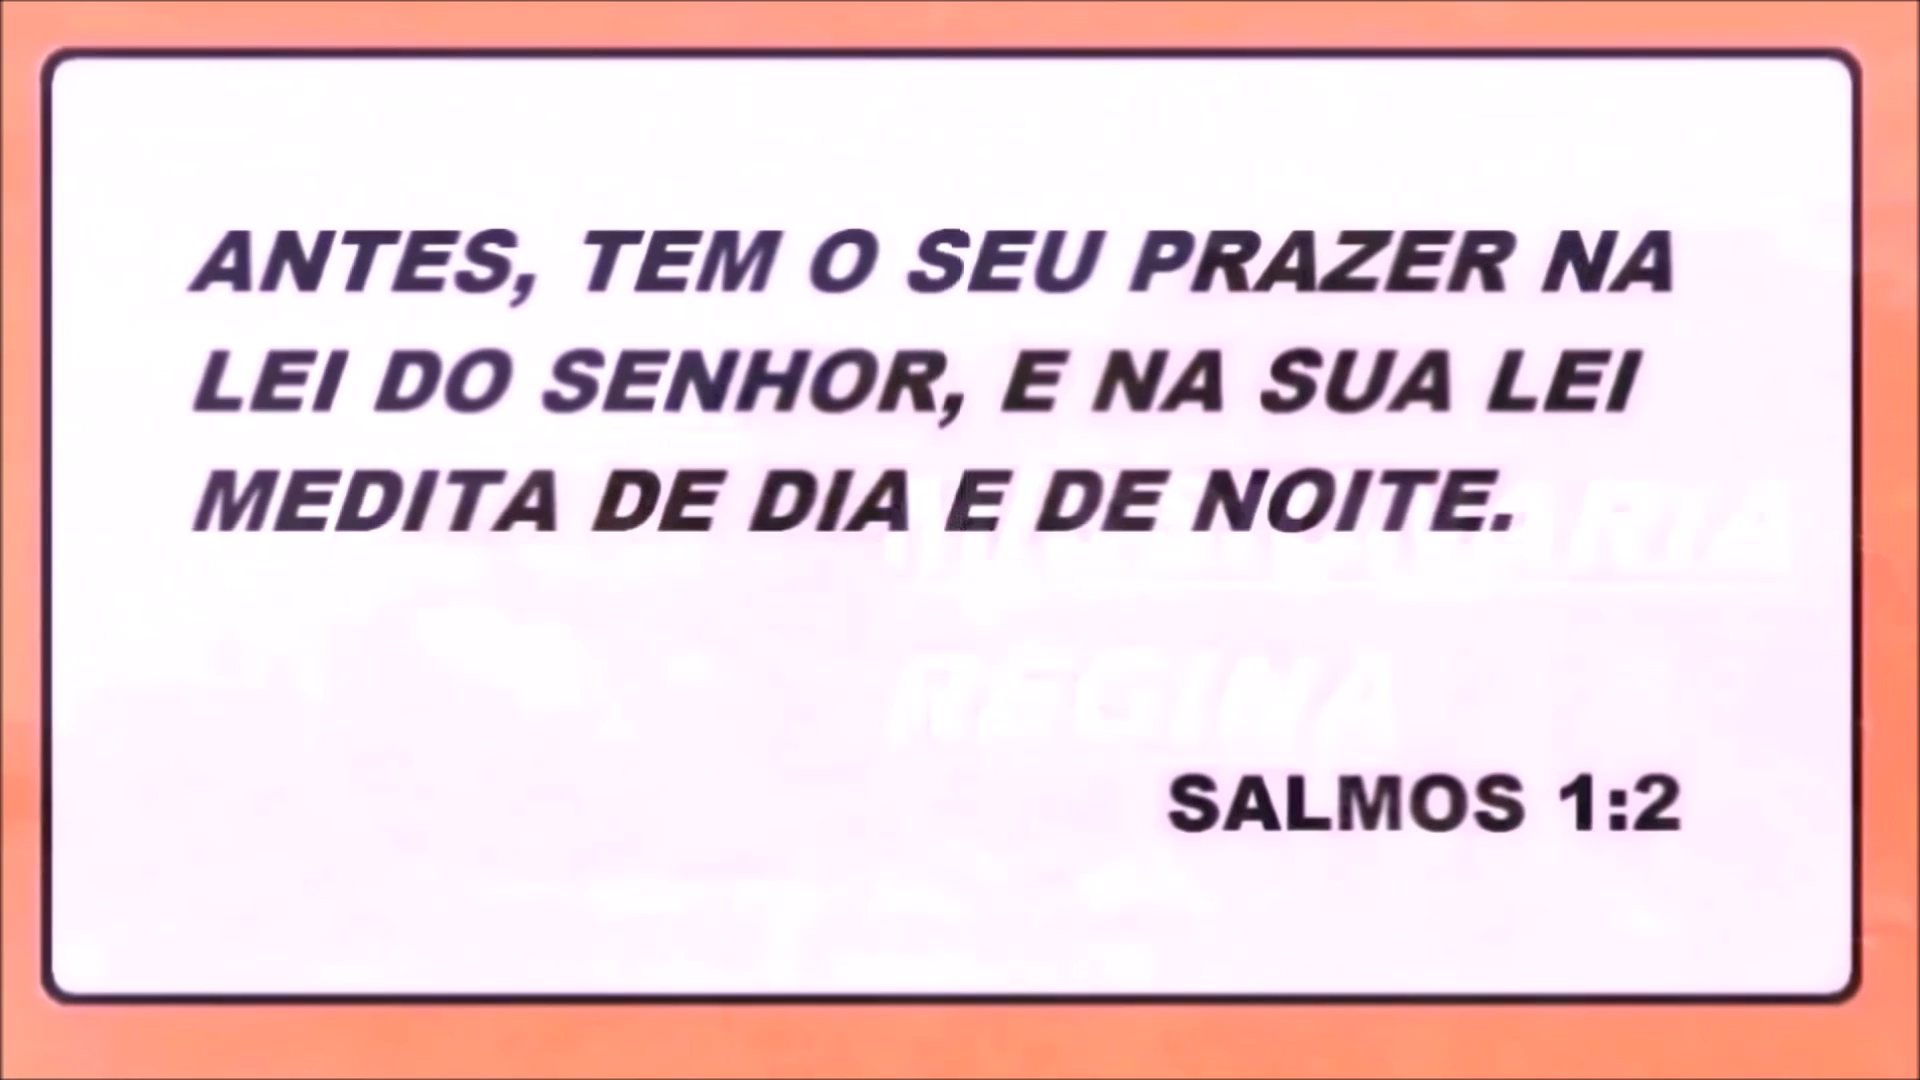 ANTES, TEM O SEU PRAZER NA
LEI DO SENHOR, E NA SUA LEI
MEDITA DE DIA E DE NOITE.
REGINA
SALMOS 1:2